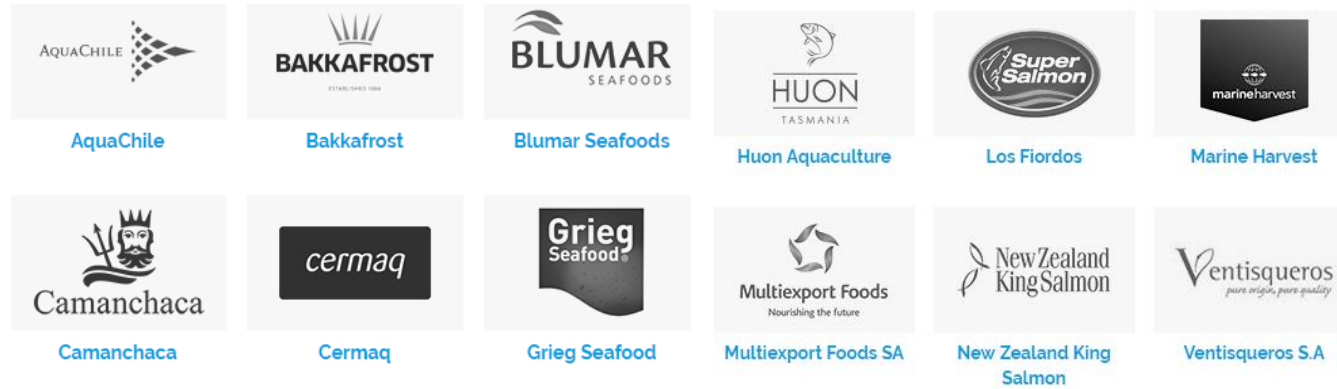 AQUACHILE
BAKKAFROST
ESTABLISHED 1968
BLUMAR
SEAFOODS
HUON
TASMANIA
Super
Salmon
marineharvest
AquaChile
Bakkafrost
Blumar Seafoods
Huon Aquaculture
Los Fiordos
Marine Harvest
Camanchaca
cermaq
Grieg
Seafood®
Multiexport Foods
Nourishing the future
New Zealand
King Salmon
Ventisqueros
pure origin, pure quality
Camanchaca
Cermaq
Grieg Seafood
Multiexport Foods SA
New Zealand King
Salmon
Ventisqueros S.A